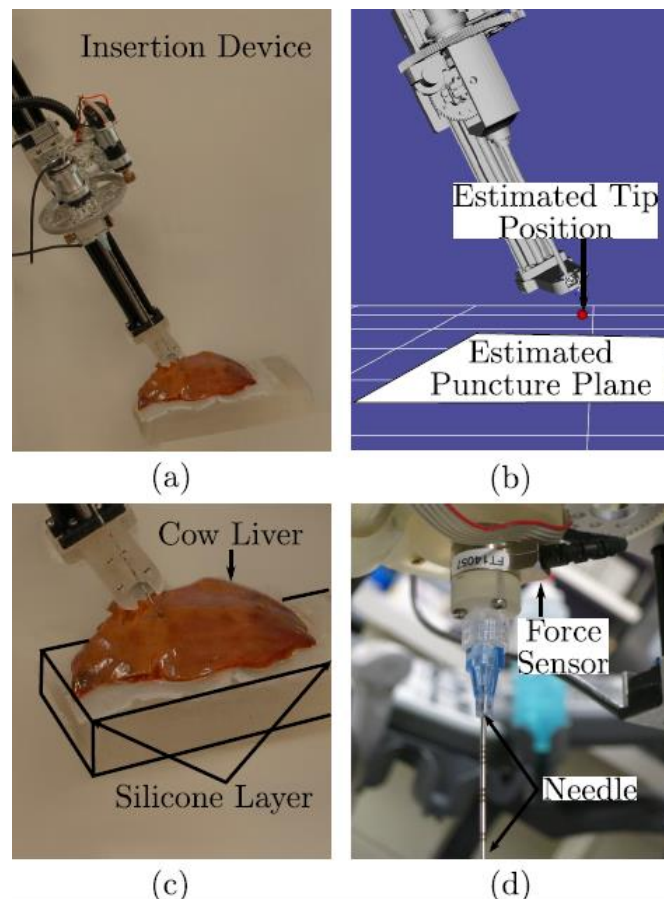 Insertion Device
Estimated Tip
Position
Estimated
Puncture Plane
(a)
(b)
Cow Liver
Silicone Layer
FT14057
Force
Sensor
Needle
(c)
(d)